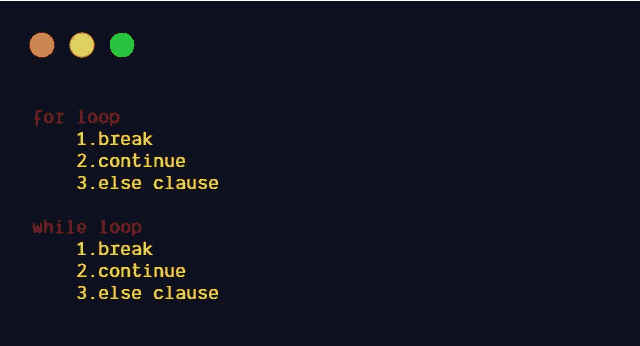 for loop
1.break
2.continue
3.else clause
while loop
1.break
2.continue
3.else clause